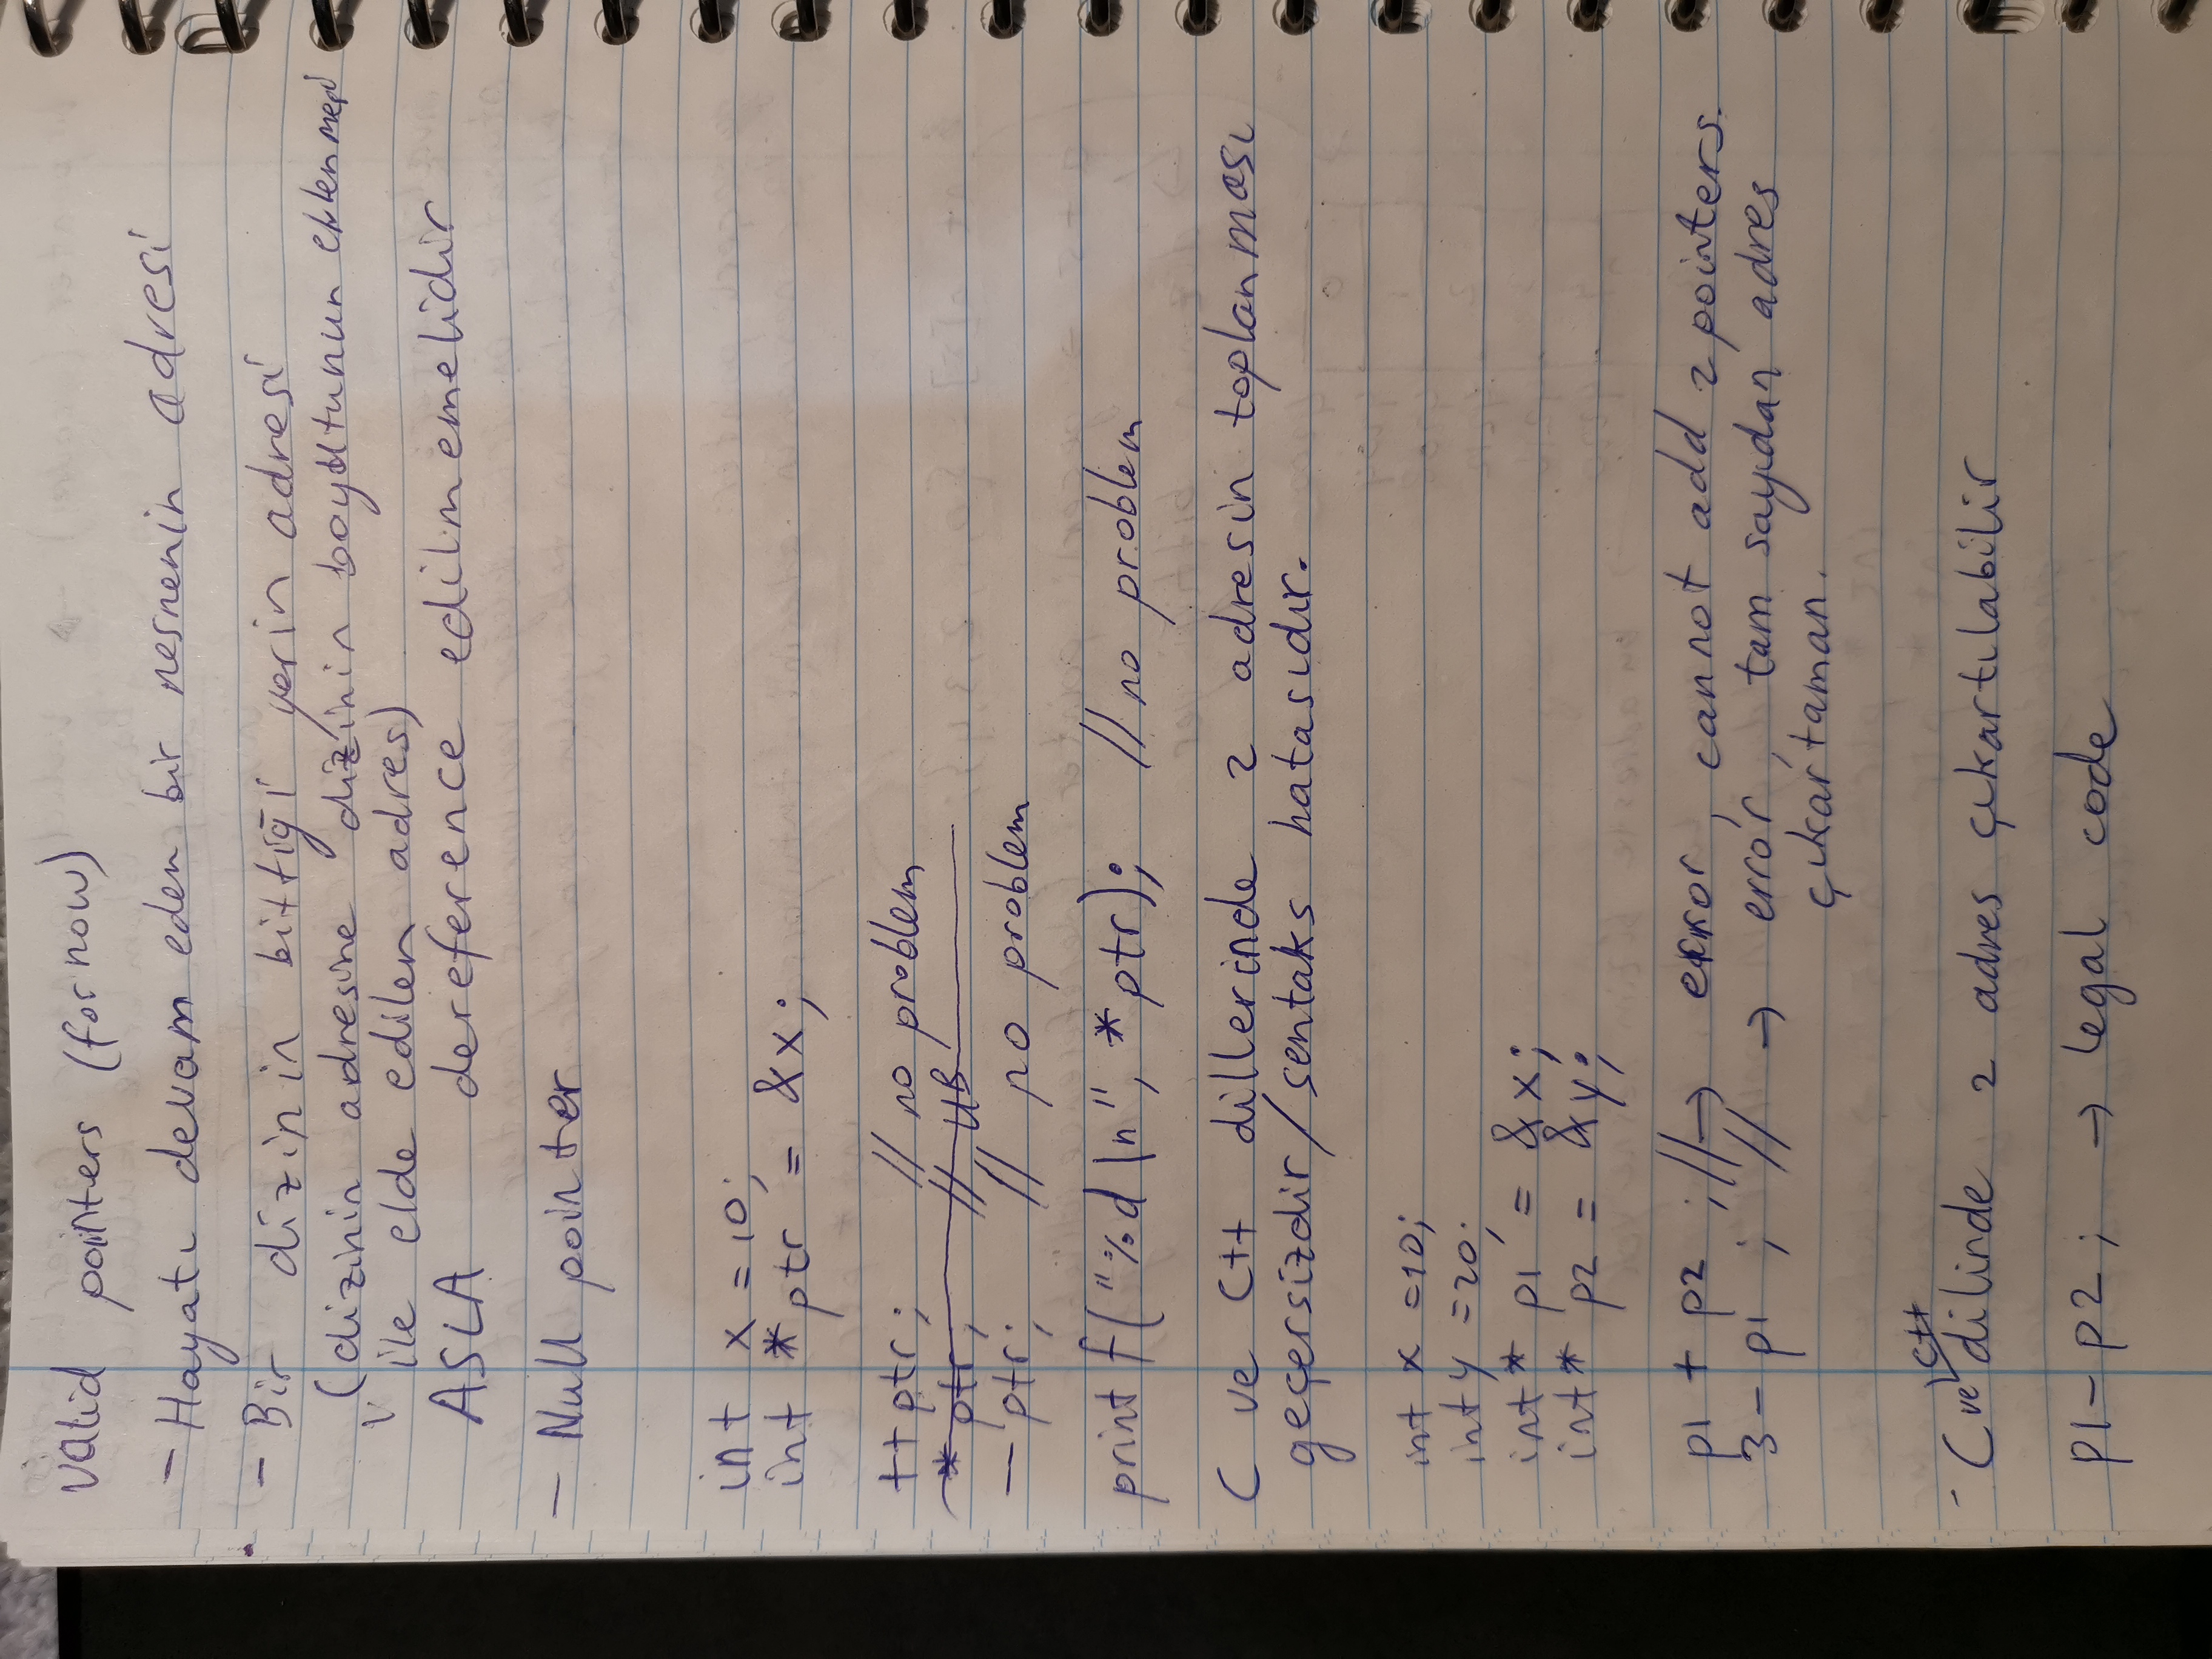 Valid pointers (for now)
- Hayatı devam eden bir nesnenin adresi
- Bir dizinin bittiği yerin adresi
(dizinin adresine dizinin boyutunun eklenmesi
ile elde edilen adres)
ASLA dereference edilmemelidir
- Null pointer
int x = 10;
int * ptr = &x;
++ptr; // no problem
* ptr; // UB
-- ptr; // no problem
printf("%d \n", *ptr); // no problem
C ve C++ dillerinde 2 adresin toplanması
geçersizdir/sentaks hatasıdır.
int x =10;
int y =20;
int* p1 = &x;
int* p2 = &y;
p1 + p2 ; // → error, cannot add 2 pointers.
3 - p1 ; // → error, tam sayıdan adres
çıkartaman.
- C ve C++ dilinde 2 adres çıkartılabilir
p1 - p2 ; → legal code